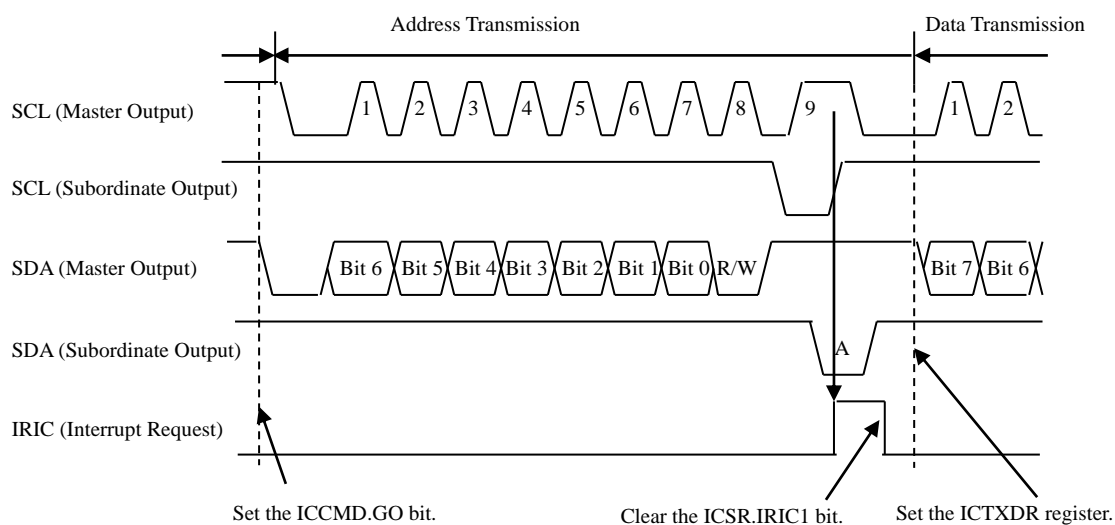 Address Transmission Data Transmission
SCL (Master Output) 1 2 3 4 5 6 7 8 9 1 2
SCL (Subordinate Output)
SDA (Master Output) Bit 6 Bit 5 Bit 4 Bit 3 Bit 2 Bit 1 Bit 0 R/W Bit 7 Bit 6
SDA (Subordinate Output) A
IRIC (Interrupt Request)
Set the ICCMD.GO bit. Clear the ICSR.IRIC1 bit. Set the ICTXDR register.